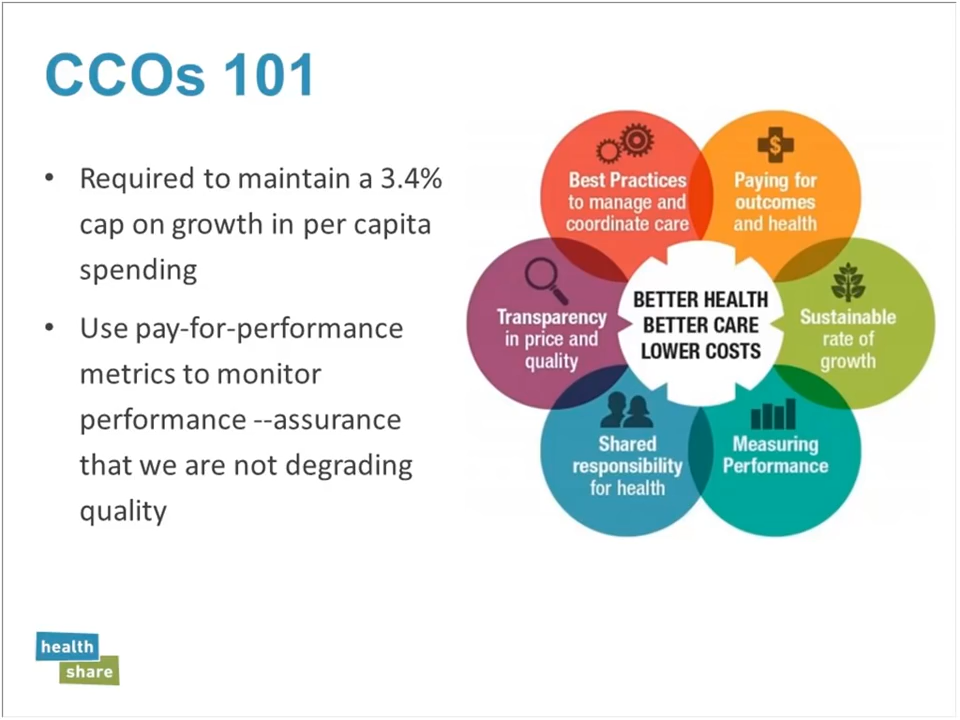 CCOs 101
• Required to maintain a 3.4%
cap on growth in per capita
spending
• Use pay-for-performance
metrics to monitor
performance --assurance
that we are not degrading
quality
Best Practices
to manage and
coordinate care
Paying for
outcomes
and health
Transparency
in price and
quality
BETTER HEALTH
BETTER CARE
LOWER COSTS
Sustainable
rate of
growth
Shared
responsibility
for health
Measuring
Performance
health
share
$